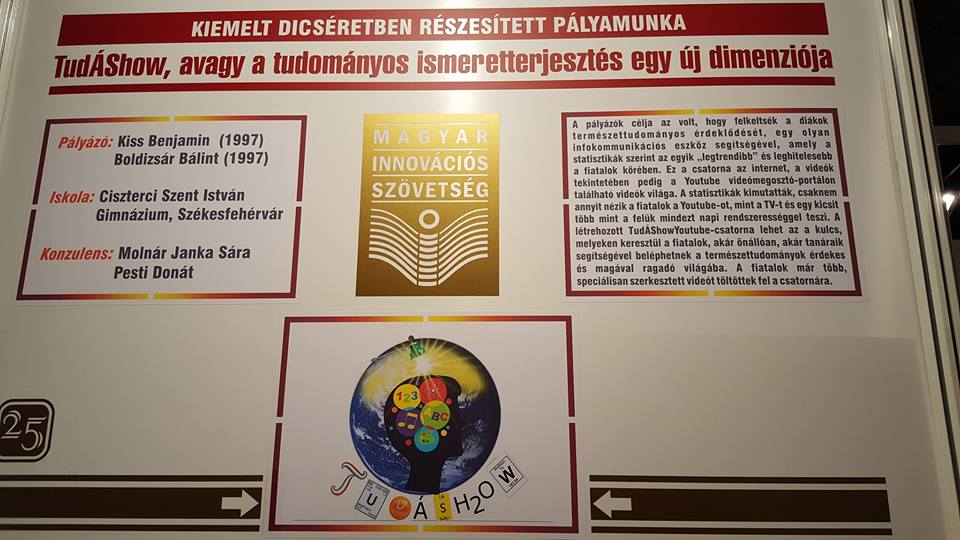 KIEMELT DICSÉRETBEN RÉSZESÍTETT PÁLYAMUNKA
TudÁShow, avagy a tudományos ismeretterjesztés egy új dimenziója
Pályázó: Kiss Benjamin (1997)
Boldizsár Bálint (1997)
Iskola: Ciszterci Szent István
Gimnázium, Székesfehérvár
Konzulens: Molnár Janka Sára
Pesti Donát
MAGYAR
INNOVÁCIÓS
SZÖVETSÉG
A pályázók célja az volt, hogy felkeltsék a diákok
természettudományos érdeklődését, egy olyan
infokommunikációs eszköz segítségével, amely a
statisztikák szerint az egyik „legtrendibb" és leghitelesebb
a fiatalok körében. Ez a csatorna az internet, a videók
tekintetében pedig a Youtube videómegosztó-portálon
található videók világa. A statisztikák kimutatták, csaknem
annyit nézik a fiatalok a Youtube-ot, mint a TV-t és egy kicsit
több mint a felük mindezt napi rendszerességgel teszi. A
létrehozott TudÁShowYoutube-csatorna lehet az a kulcs,
melyeken keresztül a fiatalok, akár önállóan, akár tanáraik
segítségével beléphetnek a természettudományok érdekes
és magával ragadó világába. A fiatalok már több,
speciálisan szerkesztett videót töltöttek fel a csatornára.
123
ABC
TUDÁSH2OW
25